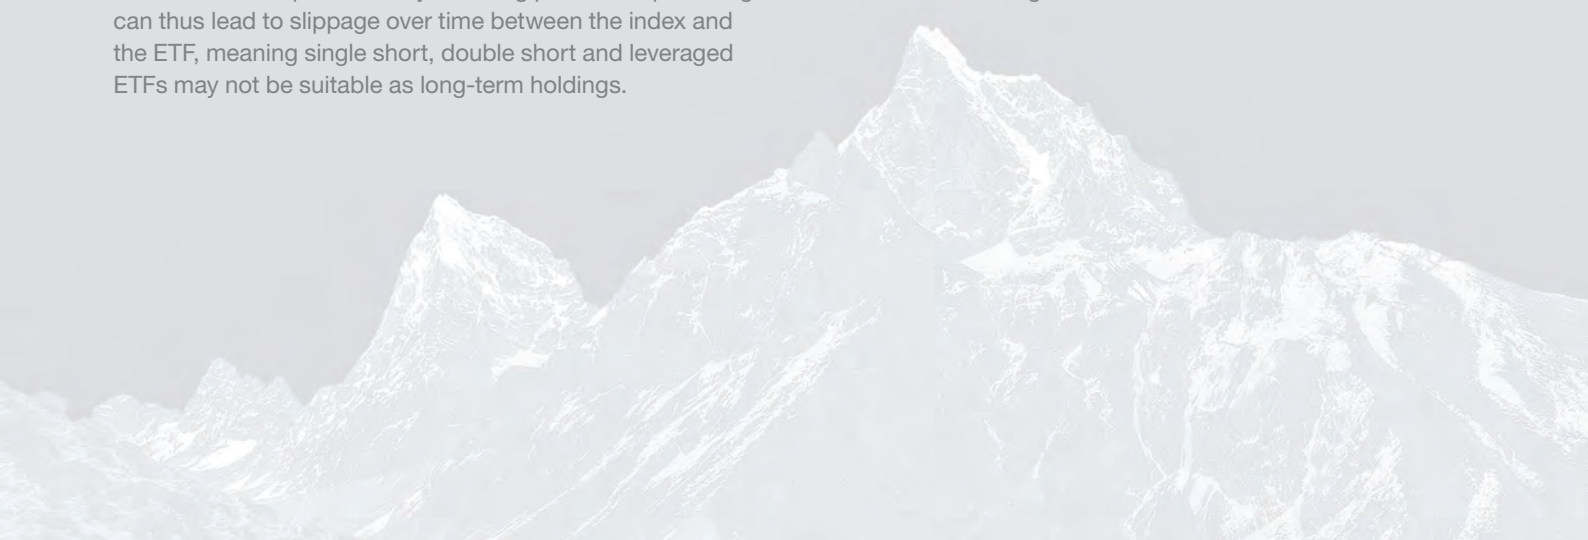 can thus lead to slippage over time between the index and
the ETF, meaning single short, double short and leveraged
ETFs may not be suitable as long-term holdings.